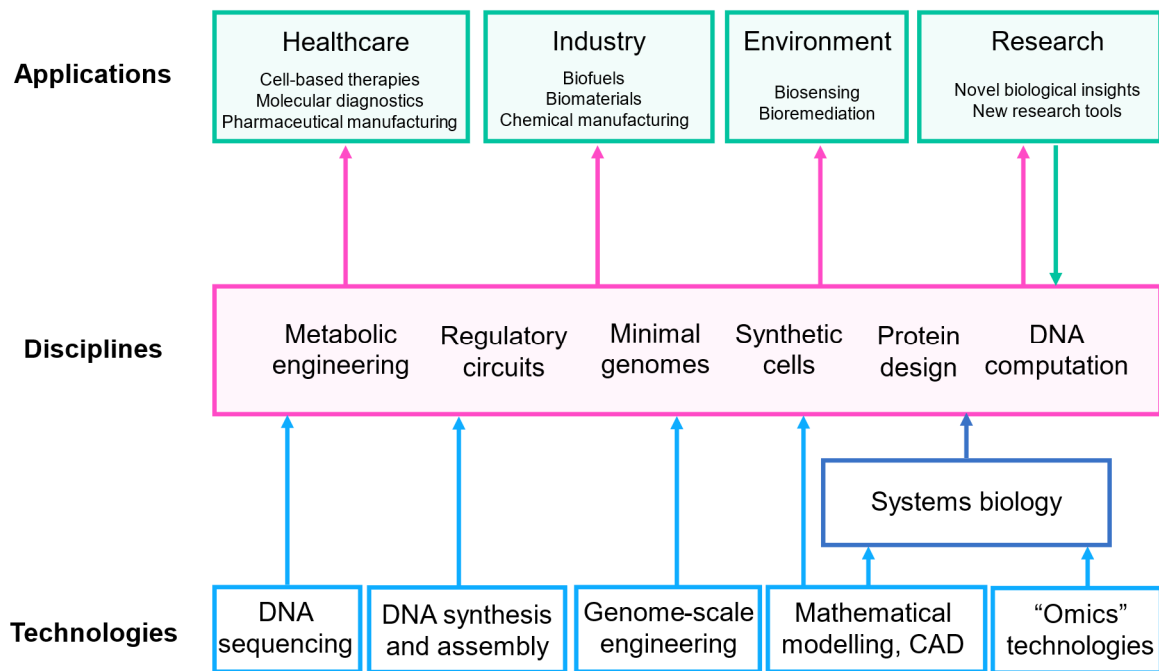 Applications
Healthcare
Cell-based therapies
Molecular diagnostics
Pharmaceutical manufacturing
Industry
Biofuels
Biomaterials
Chemical manufacturing
Environment
Biosensing
Bioremediation
Research
Novel biological insights
New research tools
Disciplines
Metabolic
engineering
Regulatory
circuits
Minimal
genomes
Synthetic
cells
Protein
design
DNA
computation
Systems biology
Technologies
DNA
sequencing
DNA synthesis
and assembly
Genome-scale
engineering
Mathematical
modelling, CAD
“Omics”
technologies